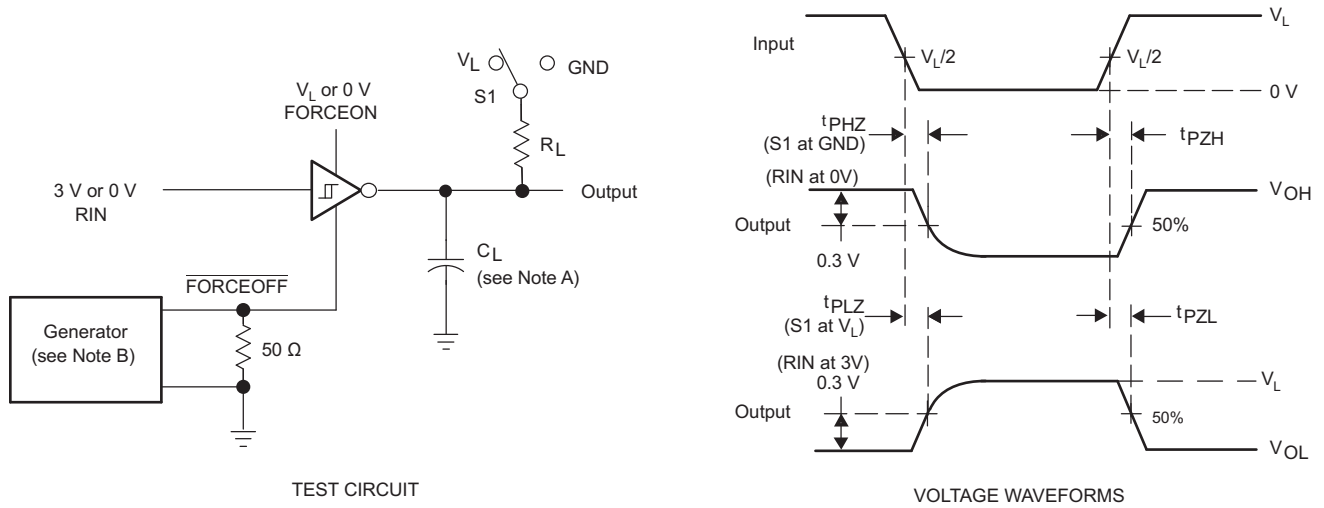 V_L
GND
S1
V_L or 0 V
FORCEON
R_L
3 V or 0 V
RIN
Output
C_L
(see Note A)
FORCEOFF
Generator
(see Note B)
50 Ω
TEST CIRCUIT
Input
V_L
V_L/2
V_L/2
0 V
t_PHZ
(S1 at GND)
t_PZH
(RIN at 0V)
V_OH
Output
50%
0.3 V
t_PLZ
(S1 at V_L)
t_PZL
(RIN at 3V)
0.3 V
V_L
Output
50%
V_OL
VOLTAGE WAVEFORMS